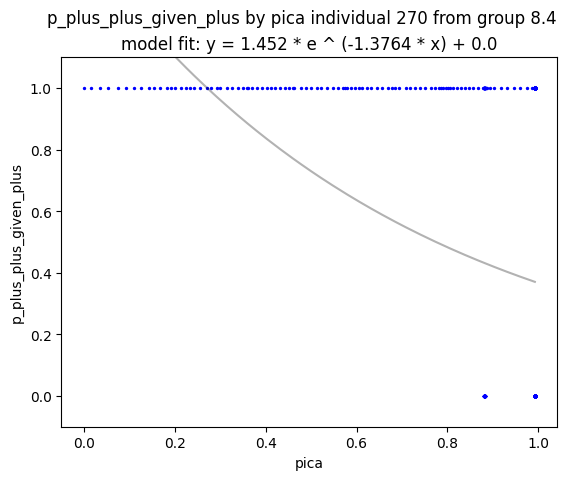 p_plus_plus_given_plus by pica individual 270 from group 8.4
model fit: y = 1.452 * e ^ (-1.3764 * x) + 0.0
1.0
0.8
0.6
0.4
0.2
0.0
p_plus_plus_given_plus
0.0 0.2 0.4 0.6 0.8 1.0
pica